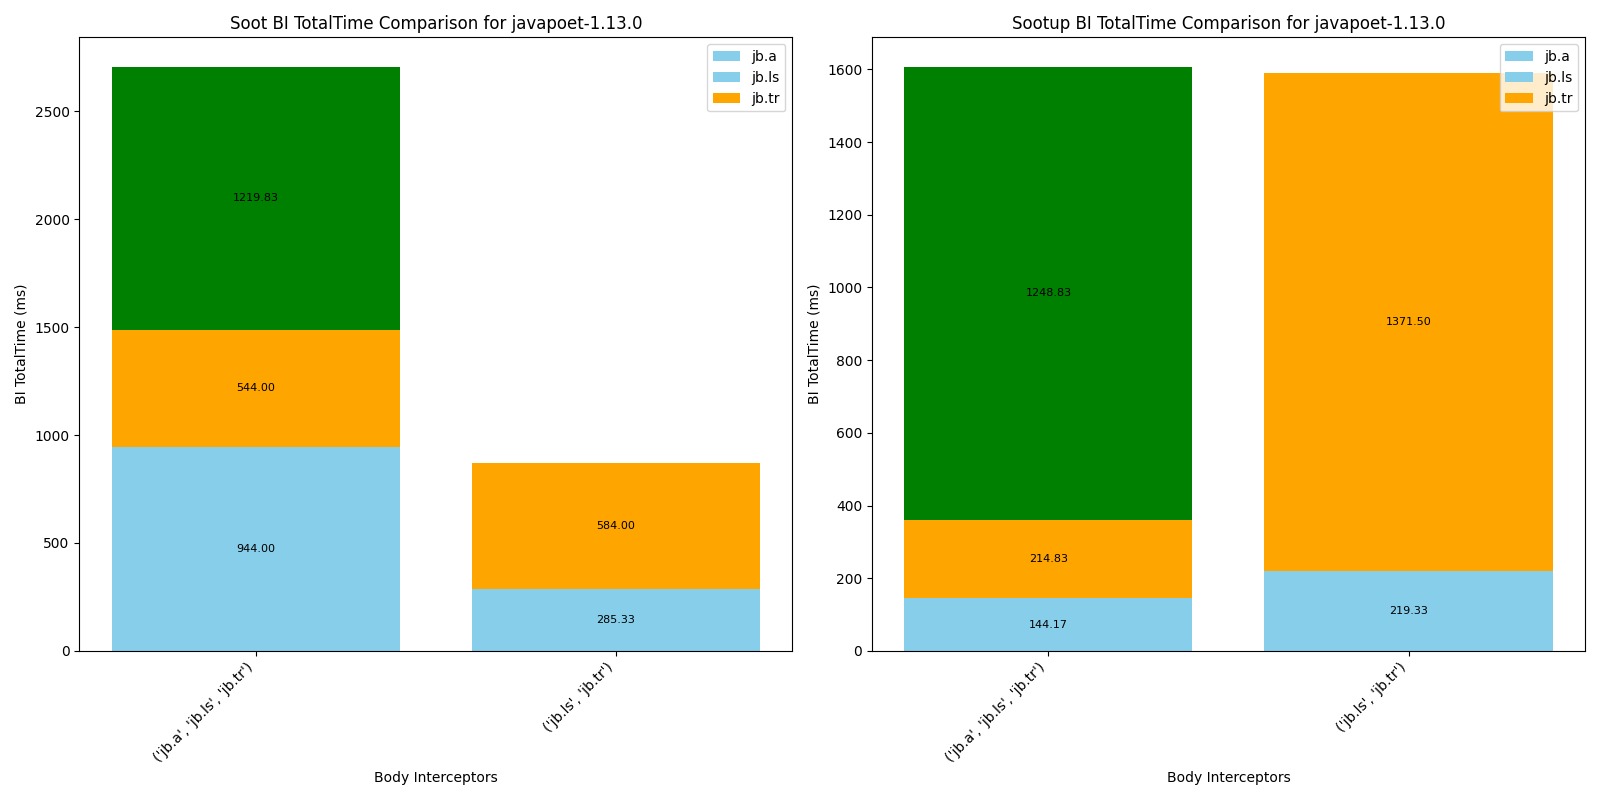 Soot BI TotalTime Comparison for javapoet-1.13.0
BI TotalTime (ms)
2500
2000
1500
1000
500
0
1219.83
544.00
944.00
584.00
285.33
jb.a
jb.ls
jb.tr
('jb.a', 'jb.ls', 'jb.tr')
('jb.ls', 'jb.tr')
Body Interceptors
Sootup BI TotalTime Comparison for javapoet-1.13.0
BI TotalTime (ms)
1600
1400
1200
1000
800
600
400
200
0
1248.83
214.83
144.17
1371.50
219.33
jb.a
jb.ls
jb.tr
('jb.a', 'jb.ls', 'jb.tr')
('jb.ls', 'jb.tr')
Body Interceptors